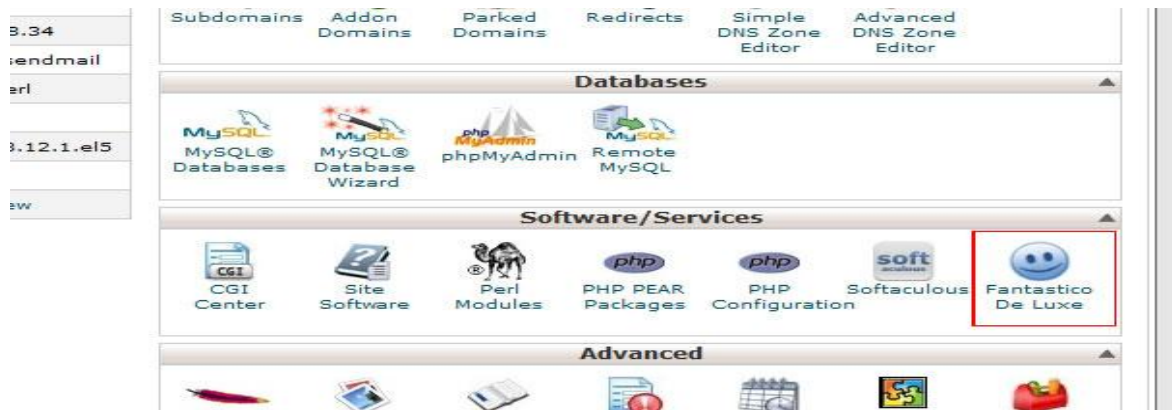 Subdomains Addon Domains Parked Domains Redirects Simple DNS Zone Editor Advanced DNS Zone Editor
3.34
sendmail
erl
3.12.1.el5
ew
Databases
MySQL MySQL® Databases
MySQL MySQL® Database Wizard
php MyAdmin phpMyAdmin
MySQL Remote MySQL
Software/Services
CGI CGI Center
Site Software
® Perl Modules
php PHP PEAR Packages
php PHP Configuration
soft aculous Softaculous
Fantastico De Luxe
Advanced